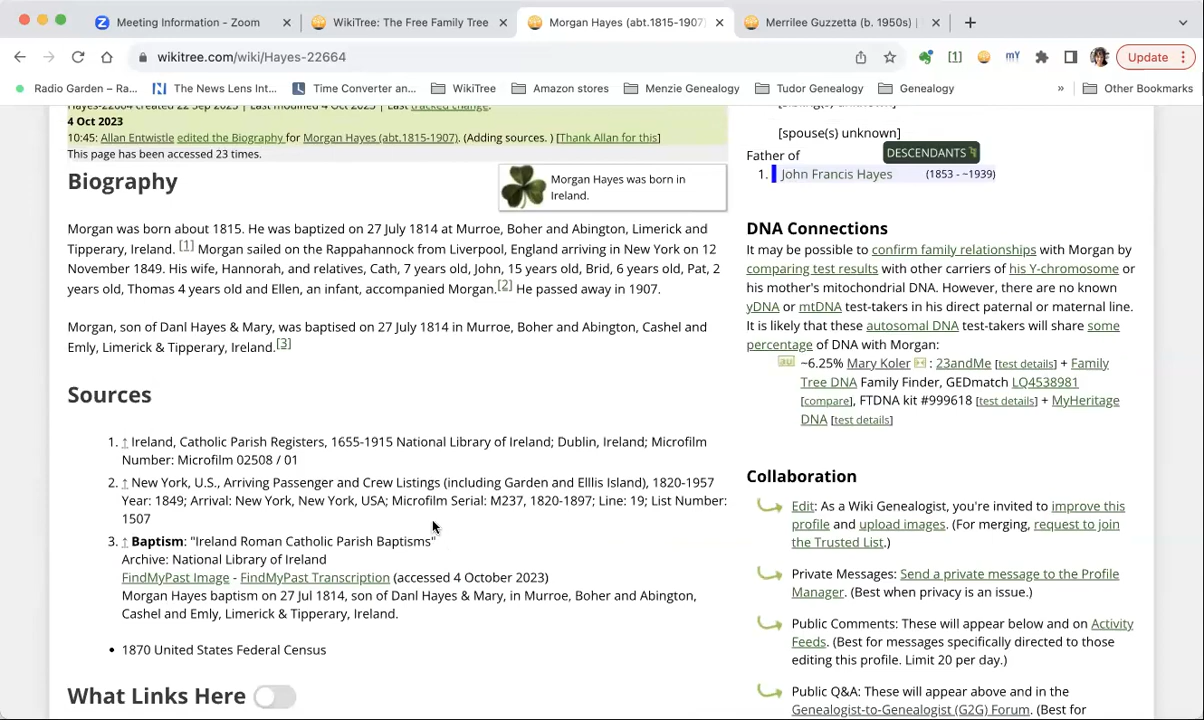 Meeting Information - Zoom
WikiTree: The Free Family Tree
Morgan Hayes (abt.1815-1907)
Merrilee Guzzetta (b. 1950s) |
wikitree.com/wiki/Hayes-22664
Update
Radio Garden – Ra...
The News Lens Int...
Time Converter an...
WikiTree
Amazon stores
Menzie Genealogy
Tudor Genealogy
Genealogy
»
Other Bookmarks
Hayes-22664 created 22 Sep 2023 | Last modified 4 Oct 2023 | Last tracked change:
4 Oct 2023
10:45: Allan Entwistle edited the Biography for Morgan Hayes (abt.1815-1907). (Adding sources. ) [Thank Allan for this]
This page has been accessed 23 times.
Biography
Morgan Hayes was born in
Ireland.
Morgan was born about 1815. He was baptized on 27 July 1814 at Murroe, Boher and Abington, Limerick and
Tipperary, Ireland. [1] Morgan sailed on the Rappahannock from Liverpool, England arriving in New York on 12
November 1849. His wife, Hannorah, and relatives, Cath, 7 years old, John, 15 years old, Brid, 6 years old, Pat, 2
years old, Thomas 4 years old and Ellen, an infant, accompanied Morgan.[2] He passed away in 1907.
Morgan, son of Danl Hayes & Mary, was baptised on 27 July 1814 in Murroe, Boher and Abington, Cashel and
Emly, Limerick & Tipperary, Ireland.[3]
Sources
1. ↑ Ireland, Catholic Parish Registers, 1655-1915 National Library of Ireland; Dublin, Ireland; Microfilm
Number: Microfilm 02508 / 01
2. ↑ New York, U.S., Arriving Passenger and Crew Listings (including Garden and Elllis Island), 1820-1957
Year: 1849; Arrival: New York, New York, USA; Microfilm Serial: M237, 1820-1897; Line: 19; List Number:
1507
3. ↑ Baptism: "Ireland Roman Catholic Parish Baptisms"
Archive: National Library of Ireland
FindMyPast Image - FindMyPast Transcription (accessed 4 October 2023)
Morgan Hayes baptism on 27 Jul 1814, son of Danl Hayes & Mary, in Murroe, Boher and Abington,
Cashel and Emly, Limerick & Tipperary, Ireland.
• 1870 United States Federal Census
What Links Here
[sibling(s) unknown]
[spouse(s) unknown]
Father of
DESCENDANTS
1. John Francis Hayes (1853 - ~1939)
DNA Connections
It may be possible to confirm family relationships with Morgan by
comparing test results with other carriers of his Y-chromosome or
his mother's mitochondrial DNA. However, there are no known
yDNA or mtDNA test-takers in his direct paternal or maternal line.
It is likely that these autosomal DNA test-takers will share some
percentage of DNA with Morgan:
~6.25% Mary Koler : 23andMe [test details] + Family
Tree DNA Family Finder, GEDmatch LQ4538981
[compare], FTDNA kit #999618 [test details] + MyHeritage
DNA [test details]
Collaboration
Edit: As a Wiki Genealogist, you're invited to improve this
profile and upload images. (For merging, request to join
the Trusted List.)
Private Messages: Send a private message to the Profile
Manager. (Best when privacy is an issue.)
Public Comments: These will appear below and on Activity
Feeds. (Best for messages specifically directed to those
editing this profile. Limit 20 per day.)
Public Q&A: These will appear above and in the
Genealogist-to-Genealogist (G2G) Forum. (Best for